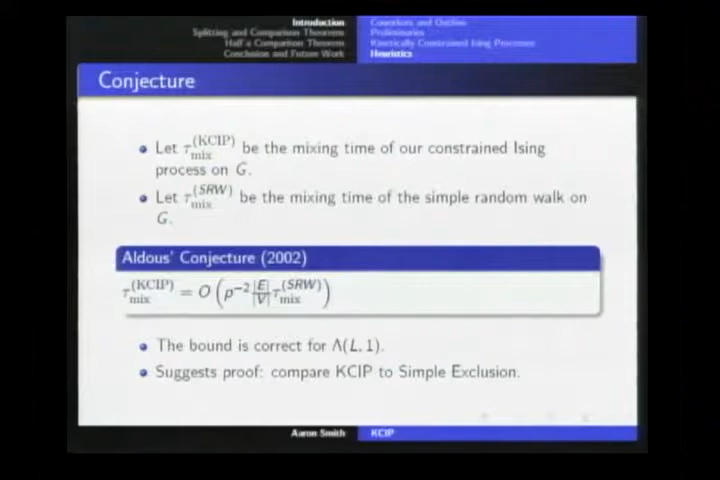 Introduction
Splitting and Comparison Theorems
Half a Comparison Theorem
Conclusion and Future Work
Coworkers and Outline
Preliminaries
Kinetically Constrained Ising Processes
Heuristics
Conjecture
Let τ_mix^(KCIP) be the mixing time of our constrained Ising
process on G.
Let τ_mix^(SRW) be the mixing time of the simple random walk on
G.
Aldous' Conjecture (2002)
τ_mix^(KCIP) = O(p^−2 |E|/|V| τ_mix^(SRW))
The bound is correct for Λ(L, 1).
Suggests proof: compare KCIP to Simple Exclusion.
Aaron Smith
KCIP